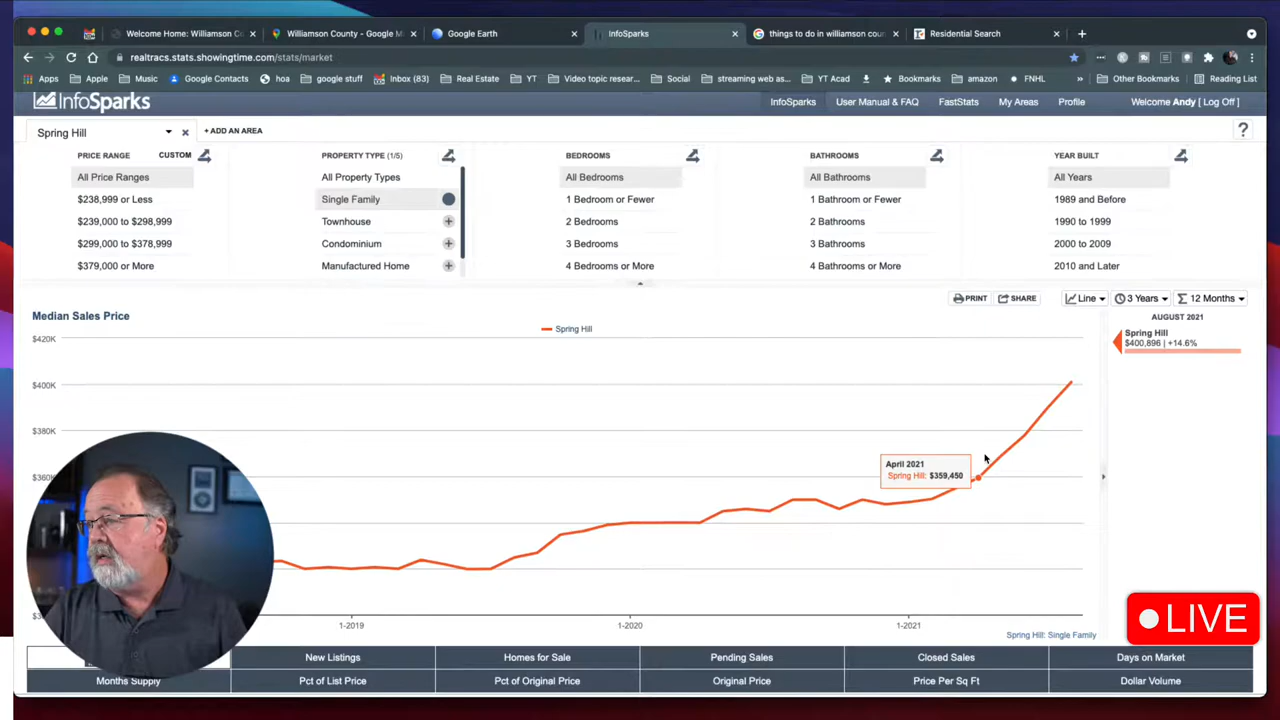 Welcome Home: Williamson C
Williamson County - Google M
Google Earth
InfoSparks
things to do in williamson coun
Residential Search
realtracs.stats.showingtime.com/stats/market
Apps
Apple
Music
Google Contacts
hoa
google stuff
Inbox (83)
Real Estate
YT
Video topic resear...
Social
streaming web as...
YT Acad
Bookmarks
amazon
FNHL
»
Other Bookmarks
Reading List
InfoSparks
InfoSparks
User Manual & FAQ
FastStats
My Areas
Profile
Welcome Andy [ Log Off ]
Spring Hill
+ ADD AN AREA
?
PRICE RANGE
CUSTOM
All Price Ranges
$238,999 or Less
$239,000 to $298,999
$299,000 to $378,999
$379,000 or More
PROPERTY TYPE (1/5)
All Property Types
Single Family
Townhouse
Condominium
Manufactured Home
BEDROOMS
All Bedrooms
1 Bedroom or Fewer
2 Bedrooms
3 Bedrooms
4 Bedrooms or More
BATHROOMS
All Bathrooms
1 Bathroom or Fewer
2 Bathrooms
3 Bathrooms
4 Bathrooms or More
YEAR BUILT
All Years
1989 and Before
1990 to 1999
2000 to 2009
2010 and Later
PRINT
SHARE
Line
3 Years
12 Months
Median Sales Price
Spring Hill
AUGUST 2021
Spring Hill
$400,896 | +14.6%
$420K
$400K
$380K
$360K
April 2021
Spring Hill: $359,450
1-2019
1-2020
1-2021
Spring Hill: Single Family
LIVE
New Listings
Homes for Sale
Pending Sales
Closed Sales
Days on Market
Months Supply
Pct of List Price
Pct of Original Price
Original Price
Price Per Sq Ft
Dollar Volume